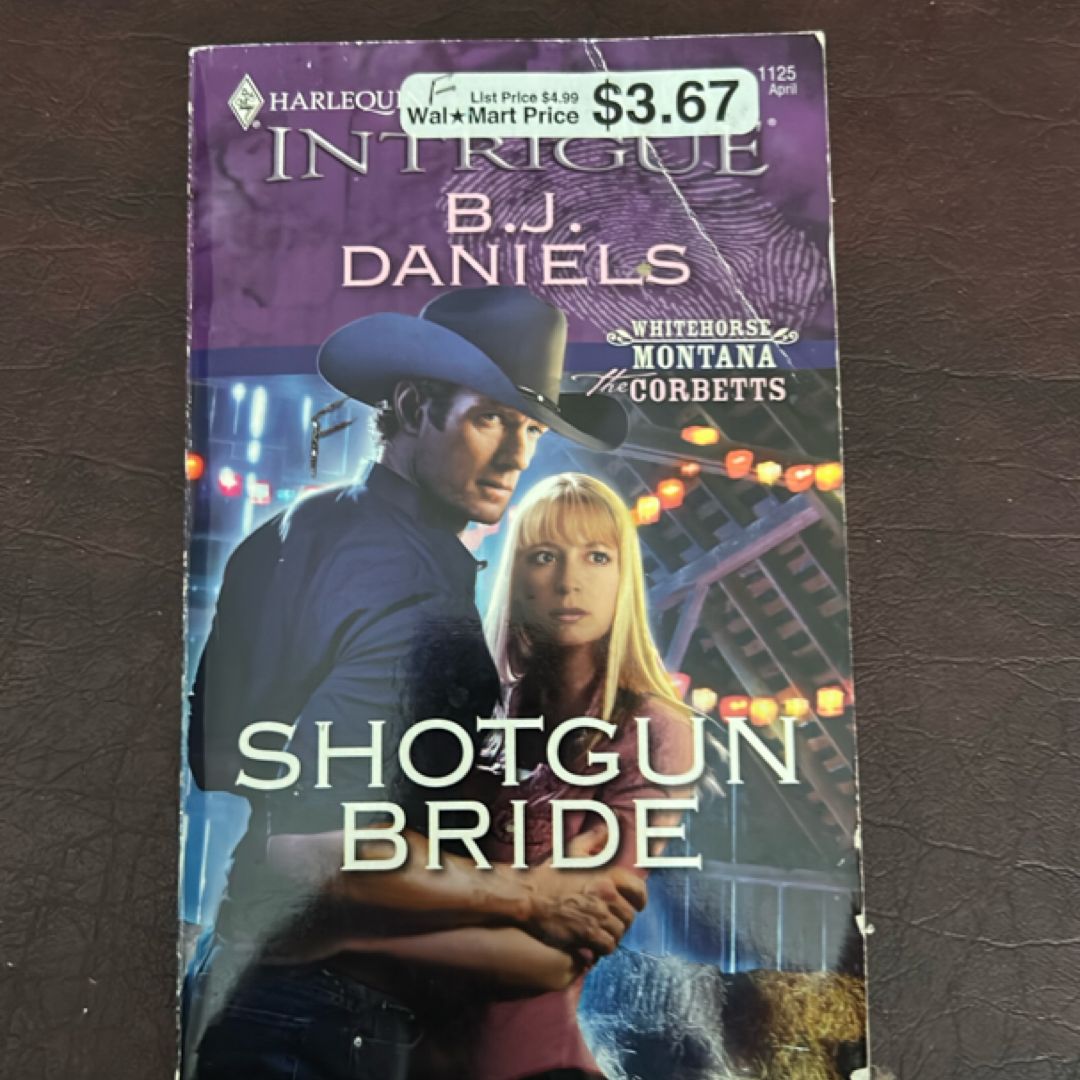 HARLEQUI
F
List Price $4.99
Wal★Mart Price $3.67
1125
April
INTRIGUE
B.J.
DANIELS
WHITEHORSE
MONTANA
The CORBETTS
F
SHOTGUN
BRIDE